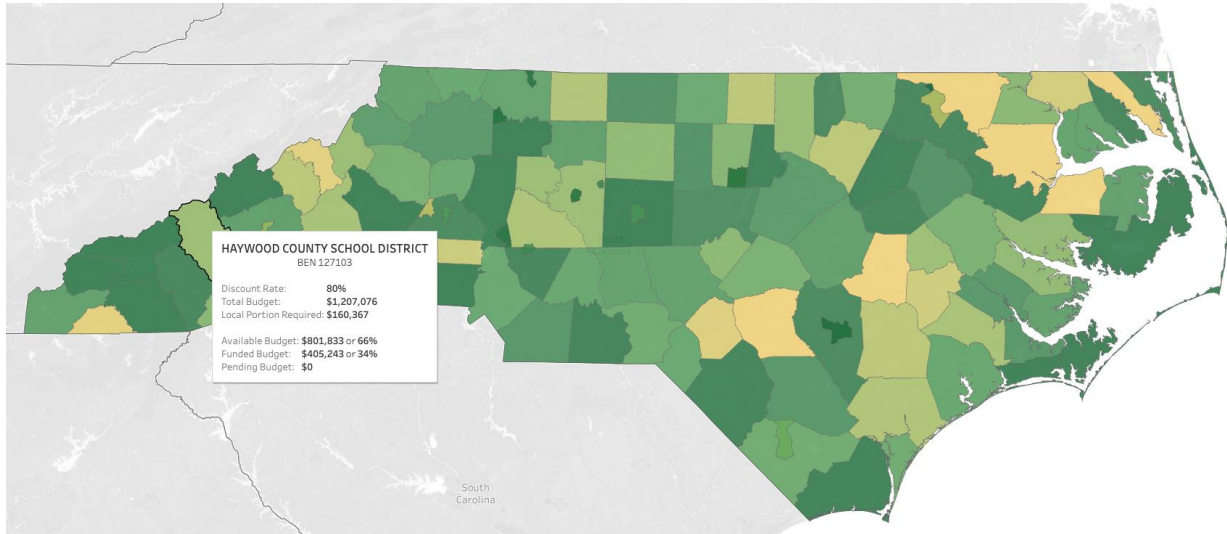 HAYWOOD COUNTY SCHOOL DISTRICT
BEN 127103
Discount Rate: 80%
Total Budget: $1,207,076
Local Portion Required: $160,367
Available Budget: $801,833 or 66%
Funded Budget: $405,243 or 34%
Pending Budget: $0
Carolina
South
Carolina